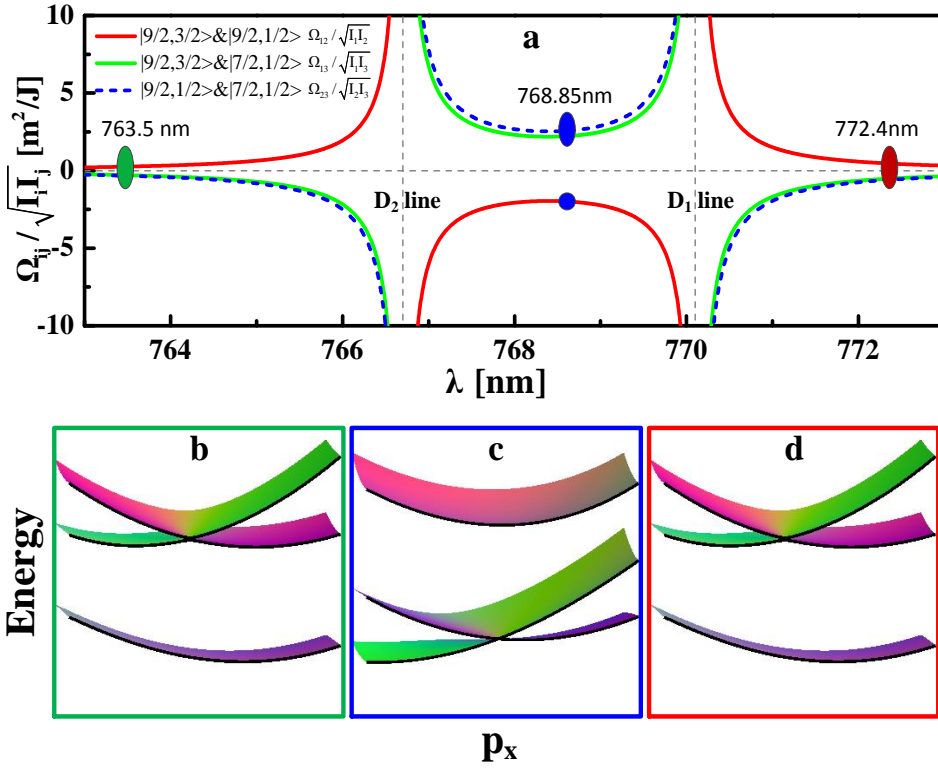 a
|9/2,3/2>&|9/2,1/2> Ω₁₂/√I₁I₂
|9/2,3/2>&|7/2,1/2> Ω₁₃/√I₁I₃
|9/2,1/2>&|7/2,1/2> Ω₂₃/√I₂I₃
763.5 nm
768.85nm
772.4nm
D₂ line
D₁ line
10
5
0
-5
-10
Ωᵢⱼ / √IᵢIⱼ [m²/J]
764
766
768
770
772
λ [nm]
b
c
d
Energy
pₓ